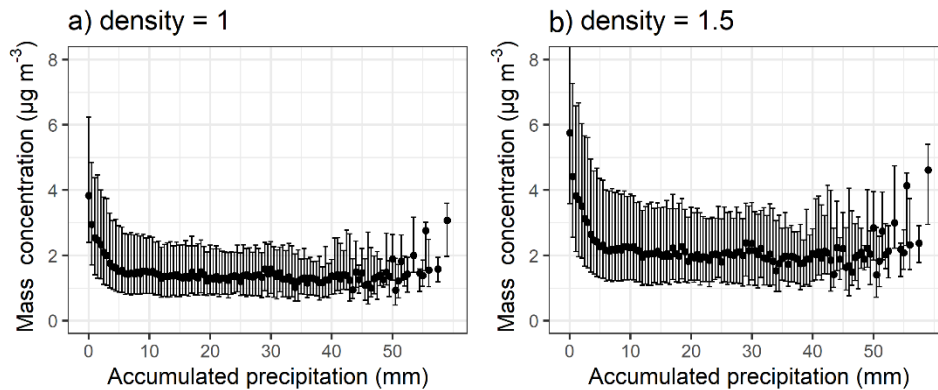 a) density = 1
Mass concentration (µg m⁻³)
8
6
4
2
0
0 10 20 30 40 50
Accumulated precipitation (mm)
b) density = 1.5
Mass concentration (µg m⁻³)
8
6
4
2
0
0 10 20 30 40 50
Accumulated precipitation (mm)